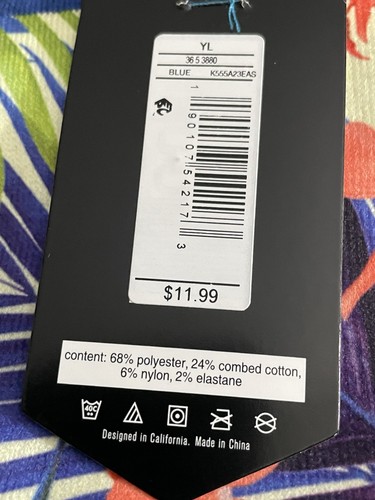 YL
36 5 3880
BLUE K555A23EAS
1 90107 54217 3
$11.99
content: 68% polyester, 24% combed cotton,
6% nylon, 2% elastane
40C
Designed in California. Made in China